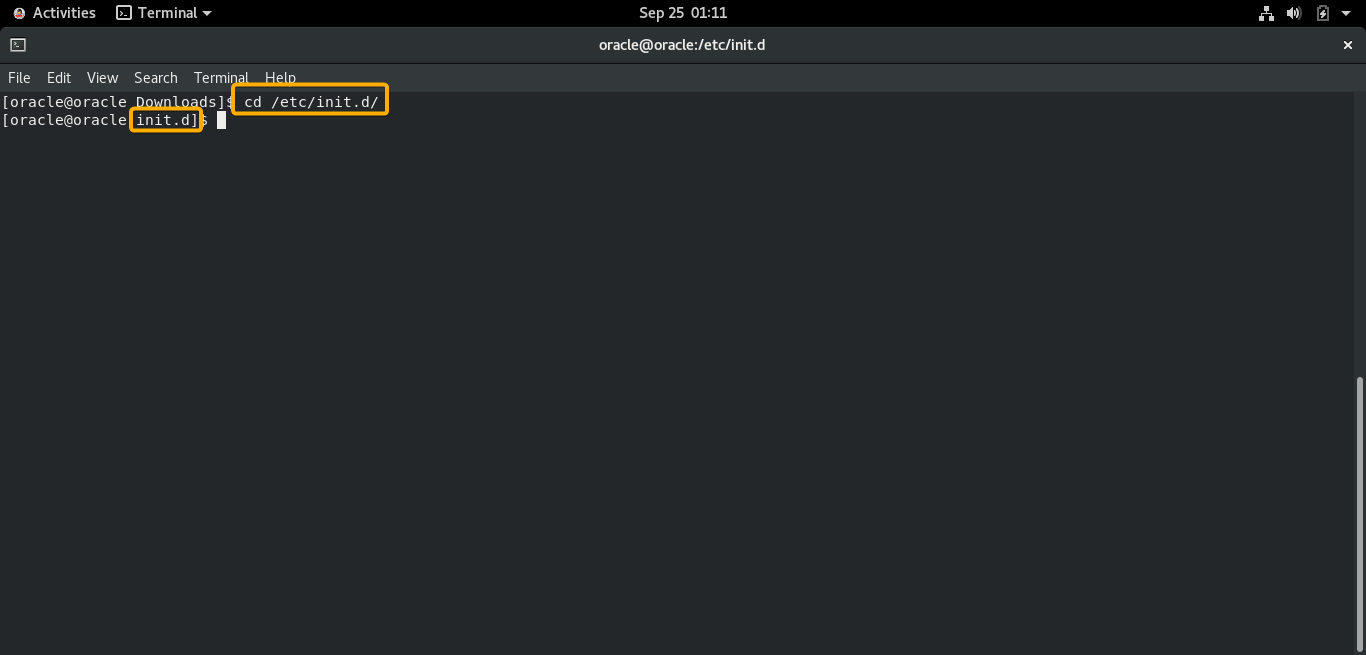 Activities Terminal Sep 25 01:11
oracle@oracle:/etc/init.d
File Edit View Search Terminal Help
[oracle@oracle Downloads]$ cd /etc/init.d/
[oracle@oracle init.d]$